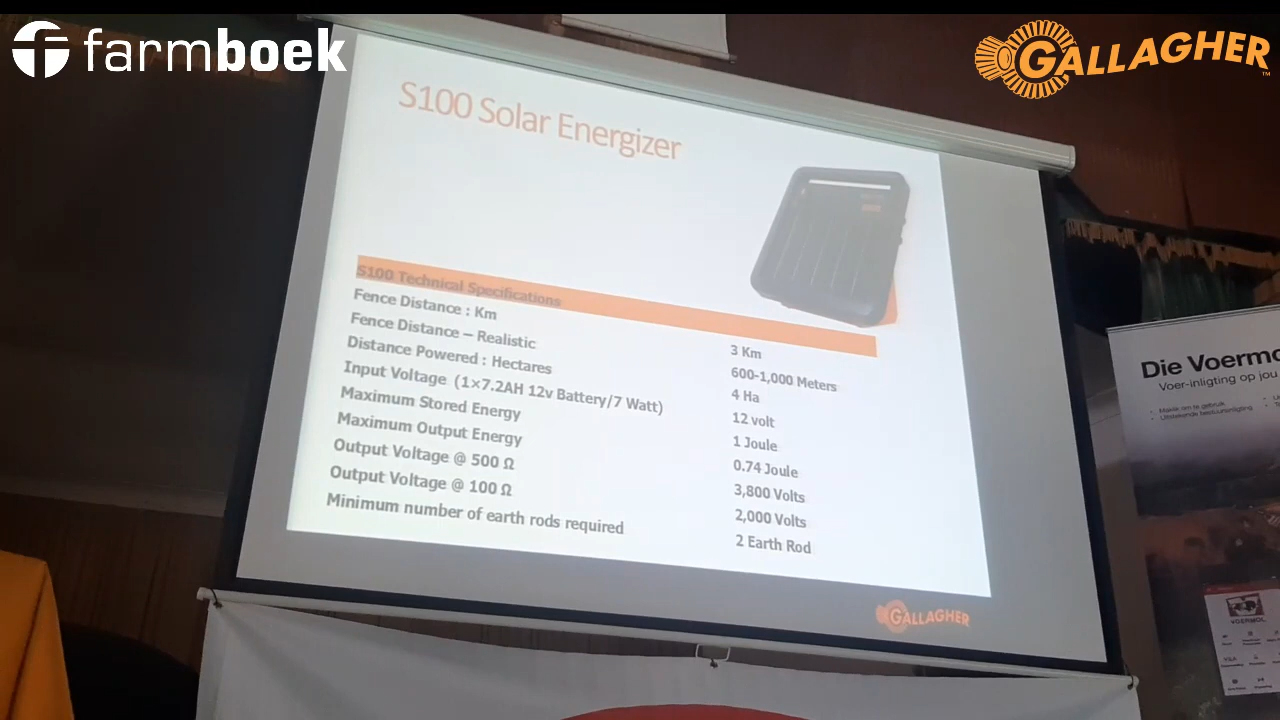 farmboek
GALLAGHER
S100 Solar Energizer
S100 Technical Specifications
Fence Distance : Km 3 Km
Fence Distance – Realistic 600-1,000 Meters
Distance Powered : Hectares 4 Ha
Input Voltage (1×7.2AH 12v Battery/7 Watt) 12 volt
Maximum Stored Energy 1 Joule
Maximum Output Energy 0.74 Joule
Output Voltage @ 500 Ω 3,800 Volts
Output Voltage @ 100 Ω 2,000 Volts
Minimum number of earth rods required 2 Earth Rod
GALLAGHER
Die Voermo
Voer-inligting op jou
VOERMOL